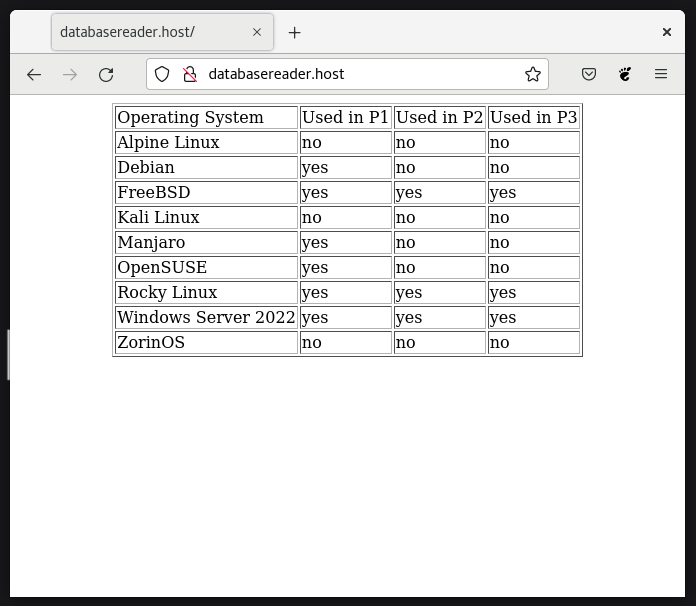 databasereader.host/
databasereader.host
Operating System Used in P1 Used in P2 Used in P3
Alpine Linux no no no
Debian yes no no
FreeBSD yes yes yes
Kali Linux no no no
Manjaro yes no no
OpenSUSE yes no no
Rocky Linux yes yes yes
Windows Server 2022 yes yes yes
ZorinOS no no no